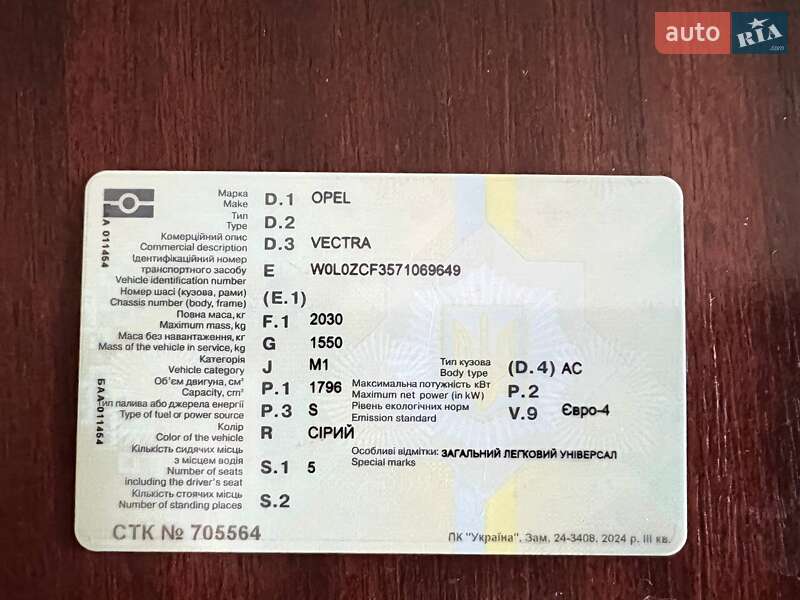 auto RIA .com
Марка
Make
D.1 OPEL
Тип
Type
D.2
Комерційний опис
Commercial description
D.3 VECTRA
Ідентифікаційний номер
транспортного засобу
Vehicle identification number
E W0L0ZCF3571069649
Номер шасі (кузова, рами)
Chassis number (body, frame)
(E.1)
Повна маса, кг
Maximum mass, kg
F.1 2030
Маса без навантаження, кг
Mass of the vehicle in service, kg
G 1550
Категорія
Vehicle category
J M1
Тип кузова
Body type
(D.4) AC
Об'єм двигуна, см³
Capacity, cm³
P.1 1796
Максимальна потужність кВт
Maximum net power (in kW)
P.2
Тип палива або джерела енергії
Type of fuel or power source
P.3 S
Рівень екологічних норм
Emission standard
V.9 Євро-4
Колір
Color of the vehicle
R СІРИЙ
Кількість сидячих місць
з місцем водія
Number of seats
including the driver's seat
S.1 5
Особливі відмітки: ЗАГАЛЬНИЙ ЛЕГКОВИЙ УНІВЕРСАЛ
Special marks
Кількість стоячих місць
Number of standing places
S.2
СТК № 705564
ПК "Україна", Зам. 24-3408. 2024 р. III кв.
БАА 011454